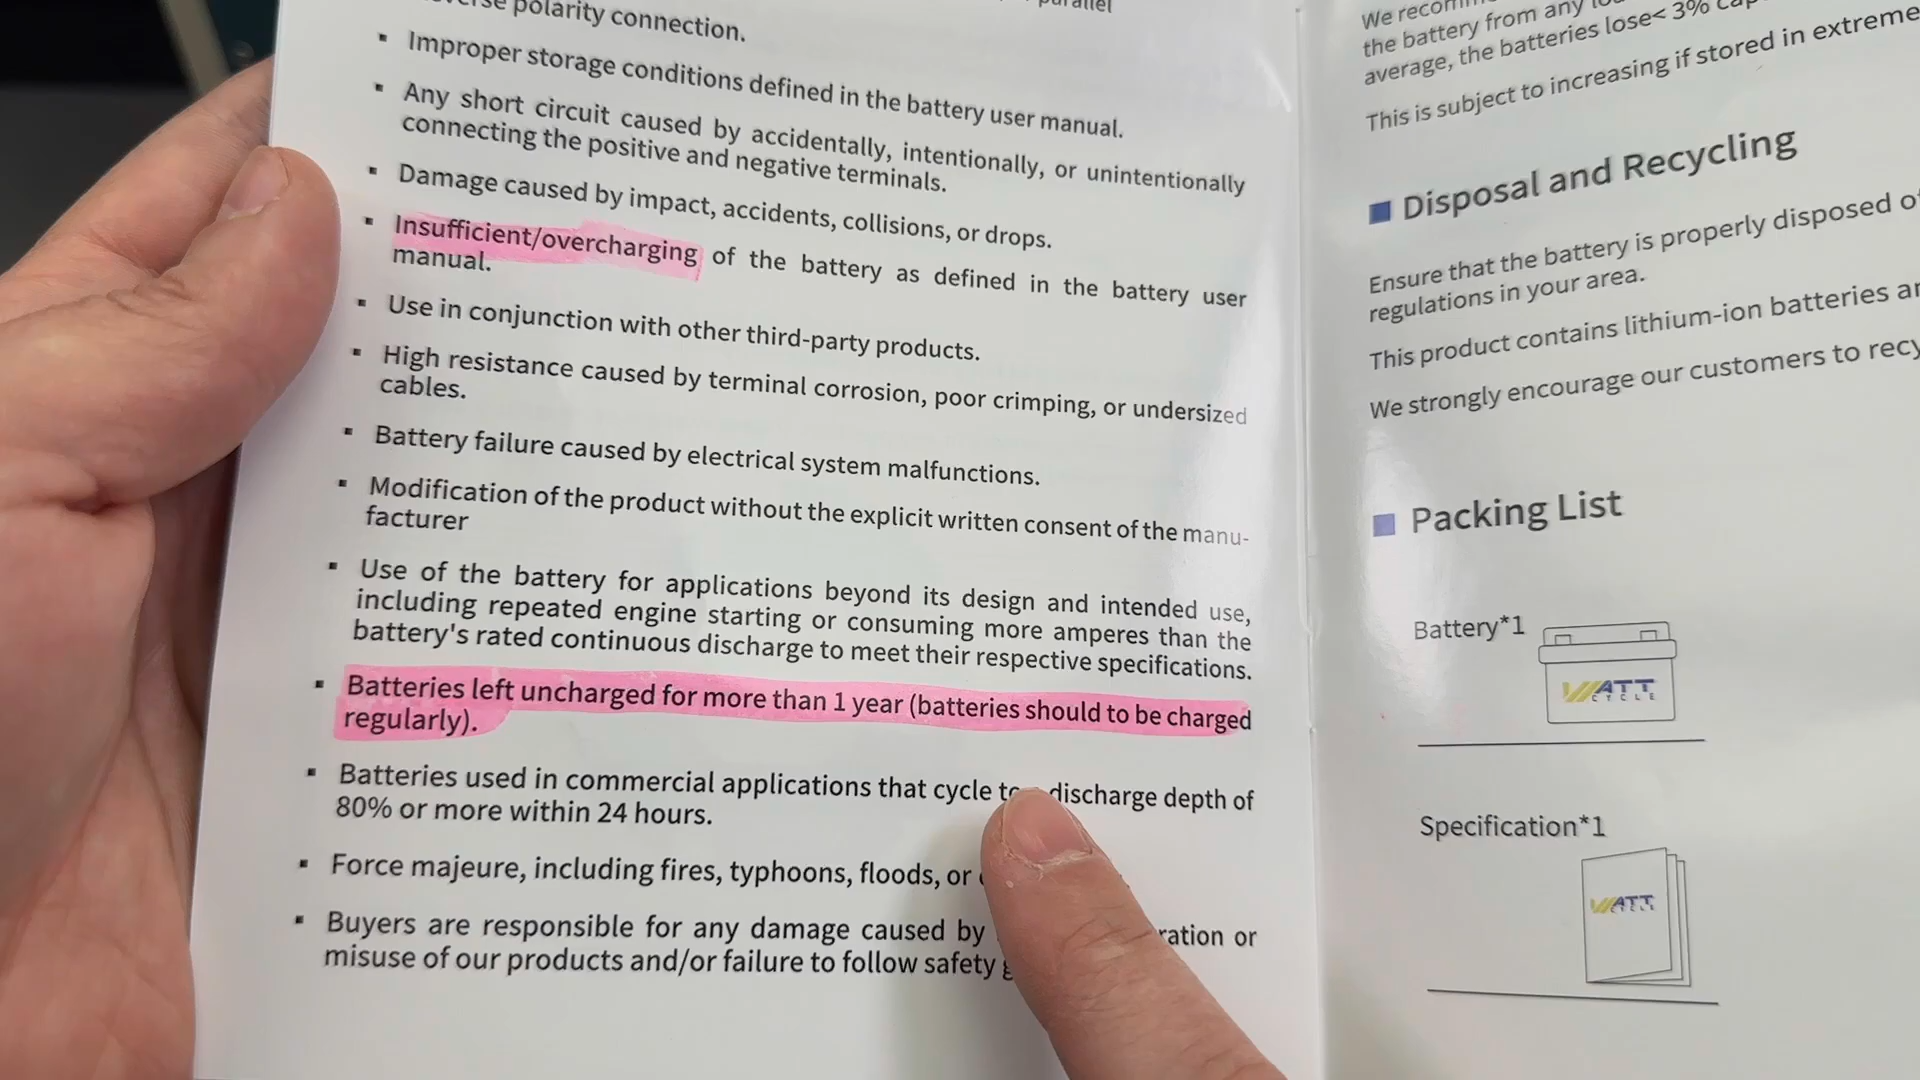 polarity connection.
parallel
▪ Improper storage conditions defined in the battery user manual.
▪ Any short circuit caused by accidentally, intentionally, or unintentionally
connecting the positive and negative terminals.
▪ Damage caused by impact, accidents, collisions, or drops.
▪ Insufficient/overcharging of the battery as defined in the battery user
manual.
▪ Use in conjunction with other third-party products.
▪ High resistance caused by terminal corrosion, poor crimping, or undersized
cables.
▪ Battery failure caused by electrical system malfunctions.
▪ Modification of the product without the explicit written consent of the manu-
facturer
▪ Use of the battery for applications beyond its design and intended use,
including repeated engine starting or consuming more amperes than the
battery's rated continuous discharge to meet their respective specifications.
▪ Batteries left uncharged for more than 1 year (batteries should to be charged
regularly).
▪ Batteries used in commercial applications that cycle discharge depth of
80% or more within 24 hours.
▪ Force majeure, including fires, typhoons, floods, or
▪ Buyers are responsible for any damage caused by
misuse of our products and/or failure to follow safety
We
the battery from any
average, the batteries lose< 3%
This is subject to increasing if stored in extreme
Disposal and Recycling
Ensure that the battery is properly disposed
regulations in your area.
This product contains lithium-ion batteries
We strongly encourage our customers to
Packing List
Battery*1
WATT
CYCLE
Specification*1
WATT
CYCLE